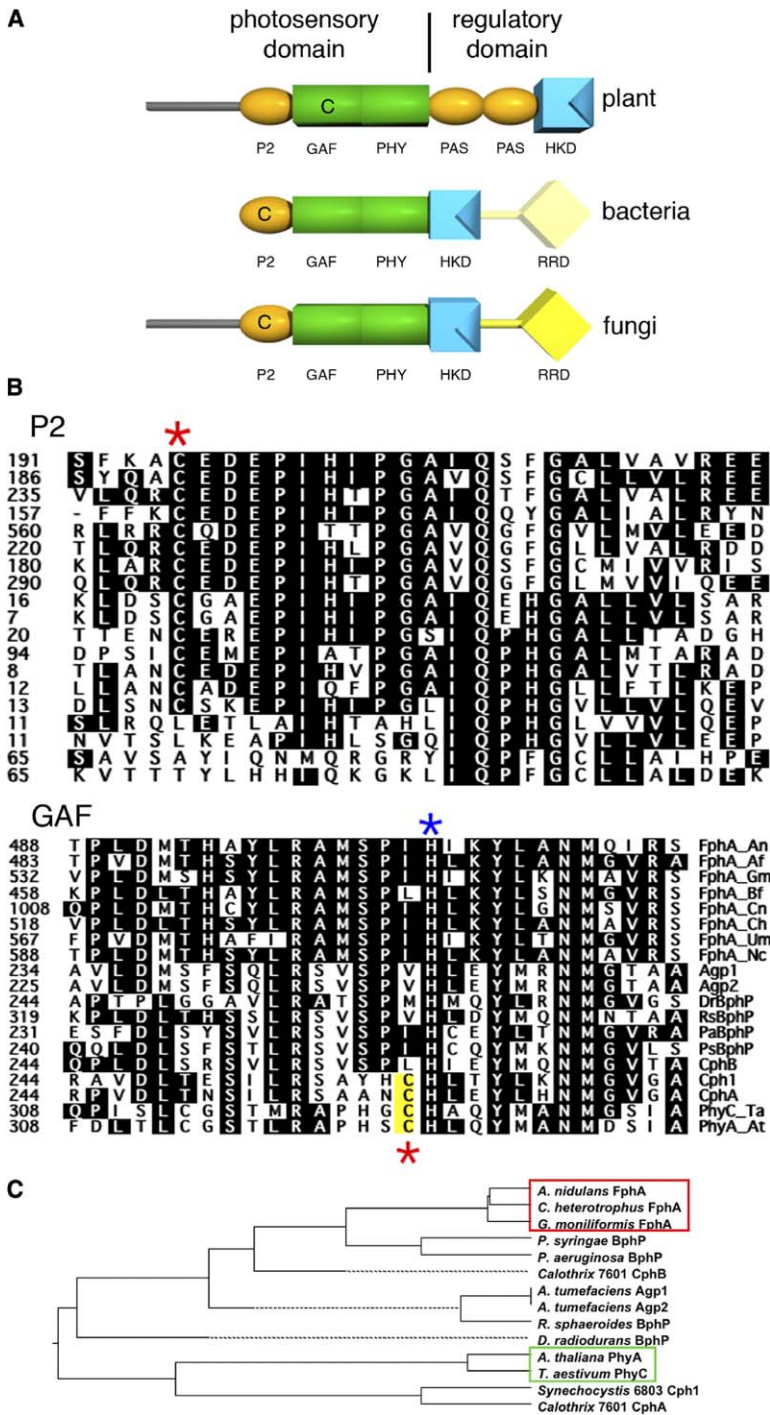 A
photosensory domain
regulatory domain
C
plant
P2 GAF PHY PAS PAS HKD
C
bacteria
P2 GAF PHY HKD RRD
C
fungi
P2 GAF PHY HKD RRD
B
P2
*
191 S F K A C E D E P I H I P G A I Q S F G A L V A V R E E
186 S Y Q A C E D E P I H I P G A V Q S F G C L L V L R E E
235 V L Q R C E D E P I H T P G A I Q T F G A L V A L R E E
157 - F F K C E D E P I H I P G A I Q Q Y G A L I A L R Y N
560 R L R R C Q D E P I T T P G A V Q G F G V L M V L E E D
220 T L Q R C E D E P I H L P G A V Q G F G L L V A L R D D
180 K L A R C E D E P I H I P G A V Q S F G C M I V V R I S
290 Q L Q R C E D E P I H T P G A V Q G F G L M V V I Q E E
16 K L D S C G A E P I H I P G A I Q E H G A L L V L S A R
7 K L D S C G A E P I H I P G A I Q E H G A L L V L S A R
20 T T E N C E R E P I H I P G S I Q P H G A L L T A D G H
94 D P S I C E M E P I A T P G A I Q P H G A L M T A R A D
8 T L A N C E D E P I H V P G A I Q P H G A L V T L R A D
12 L L A N C A D E P I Q F P G A I Q P H G L L F T L K E P
13 D L S N C S K E P I H I P G L I Q P H G V L L V L Q E P
11 S L R Q L E T L A I H T A H L I Q P H G L V V V L Q E P
11 N V T S L K E A P I H L S G Q I Q P H G V L L V L E E P
65 S A V S A Y I Q N M Q R G R Y I Q P F G C L L A I H P E
65 K V T T T Y L H H I Q K G K L I Q P F G C L L A L D E K
GAF
*
488 T P L D M T H A Y L R A M S P I H I K Y L A N M Q I R S FphA_An
483 T P V D M T H S Y L R A M S P I H L K Y L A N M G V R A FphA_Af
532 V P L D M S H S Y L R A M S P I H I K Y L K N M A V R S FphA_Gm
458 K P L D L T H A Y L R A M S P L H L K Y L S N M G V R S FphA_Bf
1008 Q P L D M T H C Y L R A M S P I H L K Y L G N M S V R S FphA_Cn
518 V P L D L T H S Y L R A M S P I H L K Y L A N M A V R S FphA_Ch
567 F P V D M T H A F I R A M S P I H I K Y L T N M G V R S FphA_Um
588 T P L D M T H S Y L R A M S P I H L K Y L A N M A V R S FphA_Nc
234 A V L D M S F S Q L R S V S P V H L E Y M R N M G T A A Agp1
225 A V L D M S F S V L R S V S P V H L E Y M R N M G T A A Agp2
244 A P T P L G G A V L R A T S P M H M Q Y L R N M G V G S DrBphP
319 K P L D L T H S S L R S V S P V H L D Y M Q N M N T A A RsBphP
231 E S F D L S Y S V L R S V S P I H C E Y L T N M G V R A PaBphP
240 Q Q L D L S F S T L R S V S P I H C Q Y M K N M G V L S PsBphP
244 Q P L D L S R S V L R S V S P L H I E Y M Q N M G V T A CphB
244 R A V D L T E S I L R S A Y H C H L T Y L K N M G V G A Cph1
244 R P V D L T N S I L R S A A N C H L E Y L H N M G V G A CphA
308 Q P I S L C G S T M R A P H G C H A Q Y M A N M G S I A PhyC_Ta
308 F D L T L C G S T L R A P H S C H L Q Y M A N M D S I A PhyA_At
*
C
A. nidulans FphA
C. heterotrophus FphA
G. moniliformis FphA
P. syringae BphP
P. aeruginosa BphP
Calothrix 7601 CphB
A. tumefaciens Agp1
A. tumefaciens Agp2
R. sphaeroides BphP
D. radiodurans BphP
A. thaliana PhyA
T. aestivum PhyC
Synechocystis 6803 Cph1
Calothrix 7601 CphA